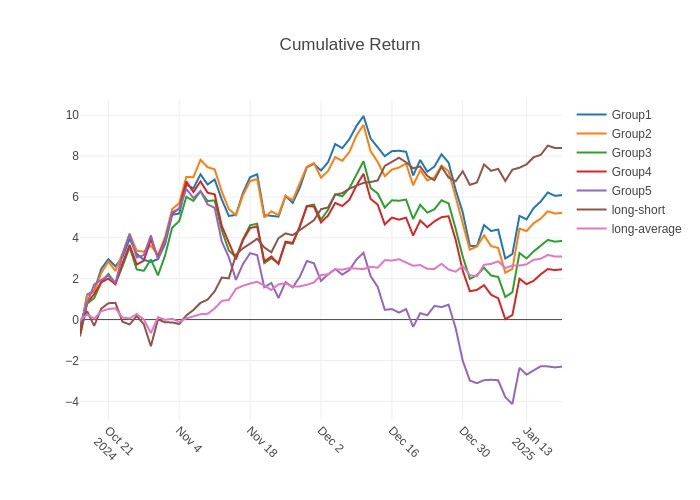 Cumulative Return
10
8
6
4
2
0
−2
−4
Oct 21
2024
Nov 4
Nov 18
Dec 2
Dec 16
Dec 30
Jan 13
2025
Group1
Group2
Group3
Group4
Group5
long-short
long-average